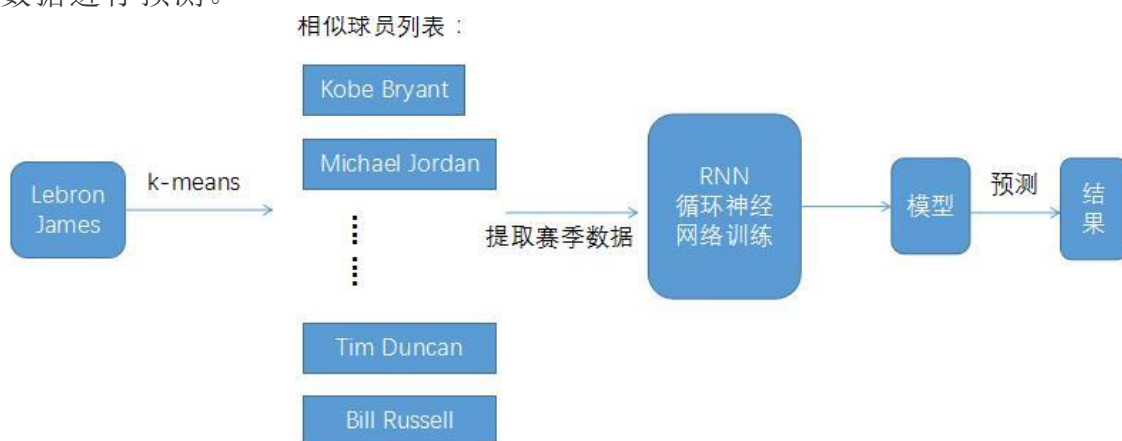 数据进行预测。
相似球员列表：
Kobe Bryant
Michael Jordan
Lebron
James
k-means
提取赛季数据
RNN
循环神经
网络训练
模型
预测
结
果
Tim Duncan
Bill Russell